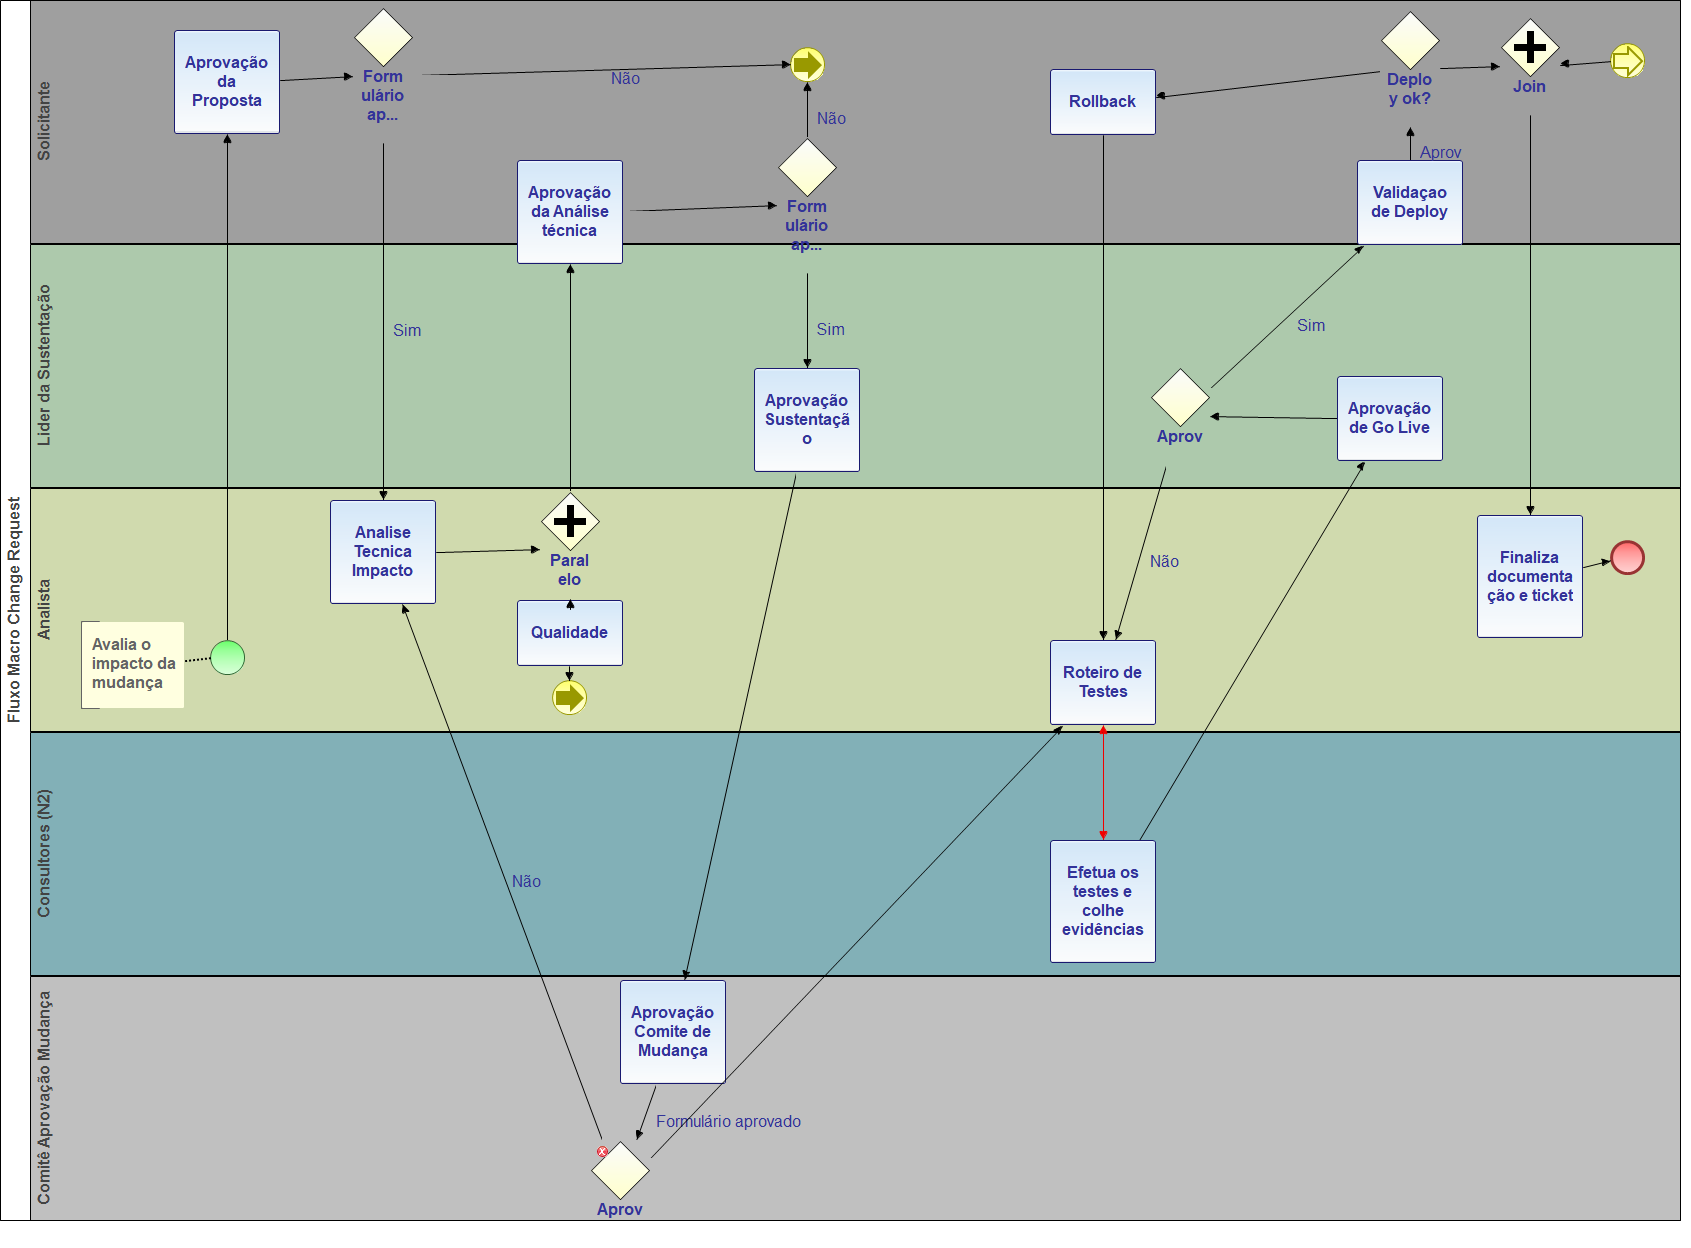 Fluxo Macro Change Request
Solicitante
Aprovação
da
Proposta
Form
ulário
ap...
Não
Não
Aprovação
da Análise
técnica
Form
ulário
ap...
Rollback
Deplo
y ok?
Join
Aprov
Validaçao
de Deploy
Lider da Sustentação
Sim
Sim
Sim
Aprovação
Sustentaçã
o
Aprov
Aprovação
de Go Live
Analista
Analise
Tecnica
Impacto
Paral
elo
Qualidade
Avalia o
impacto da
mudança
Não
Roteiro de
Testes
Finaliza
documenta
ção e ticket
Consultores (N2)
Não
Efetua os
testes e
colhe
evidências
Comitê Aprovação Mudança
Aprovação
Comite de
Mudança
Formulário aprovado
Aprov